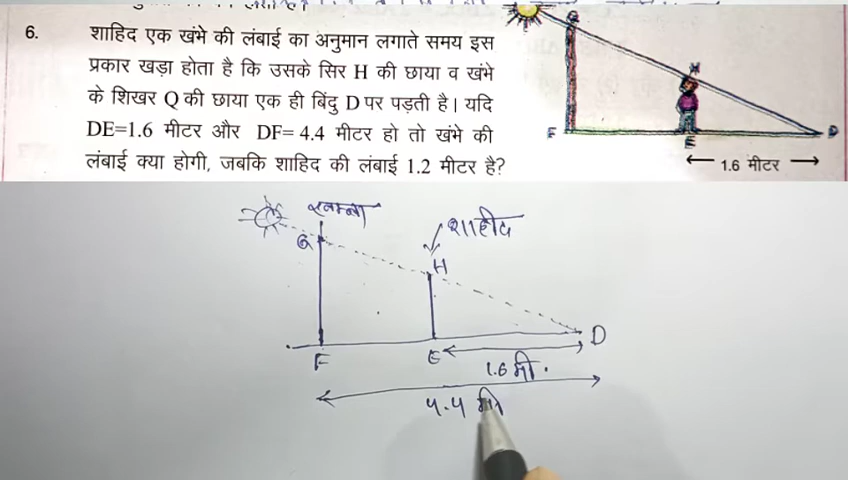 6. शाहिद एक खंभे की लंबाई का अनुमान लगाते समय इस
प्रकार खड़ा होता है कि उसके सिर H की छाया व खंभे
के शिखर Q की छाया एक ही बिंदु D पर पड़ती है। यदि
DE=1.6 मीटर और DF= 4.4 मीटर हो तो खंभे की
लंबाई क्या होगी, जबकि शाहिद की लंबाई 1.2 मीटर है?
Q
H
F
E
D
1.6 मीटर
खम्बा
शाहीद
Q
H
D
F
E
1.6 मी.
4.4 मी